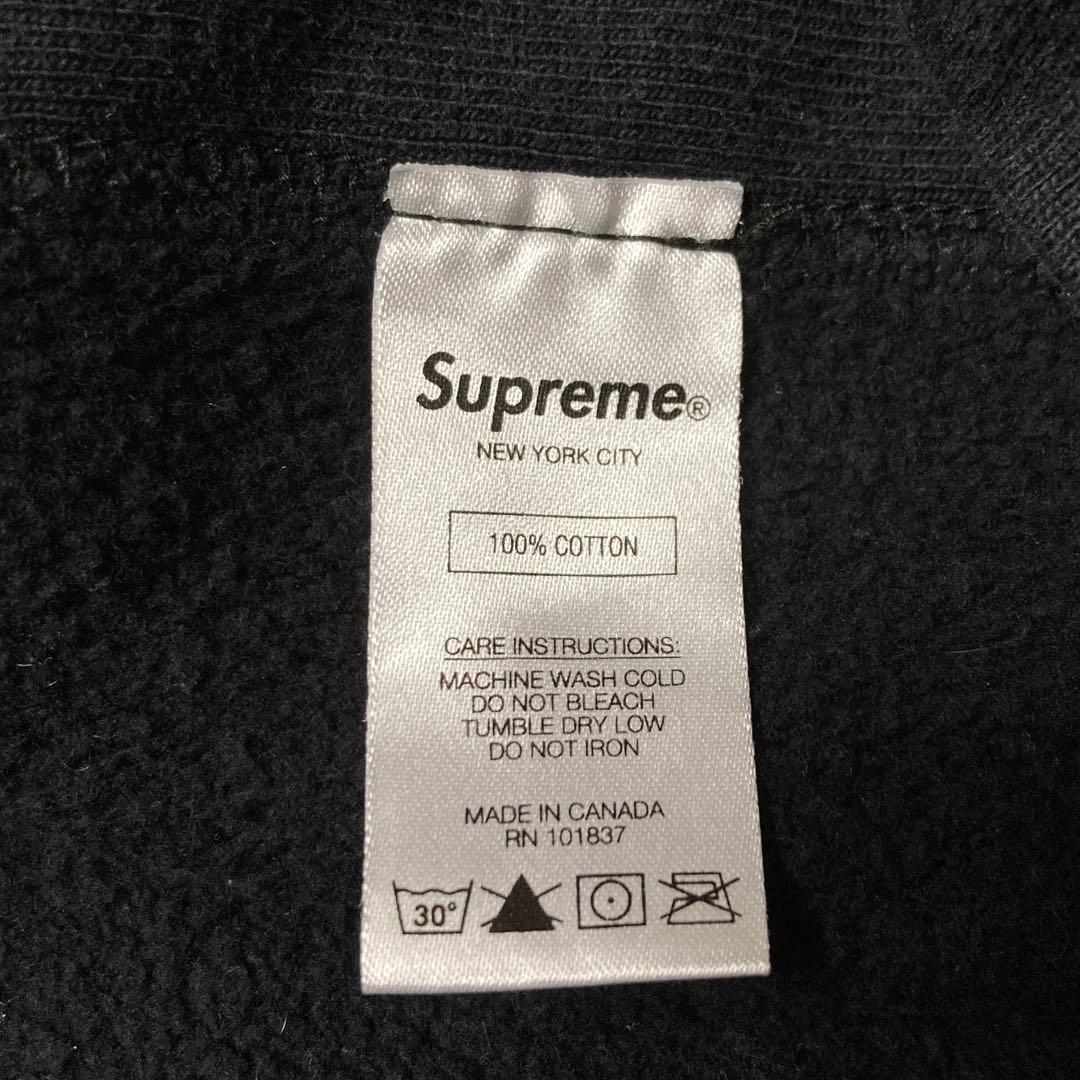 Supreme®
NEW YORK CITY
100% COTTON
CARE INSTRUCTIONS:
MACHINE WASH COLD
DO NOT BLEACH
TUMBLE DRY LOW
DO NOT IRON
MADE IN CANADA
RN 101837
30°